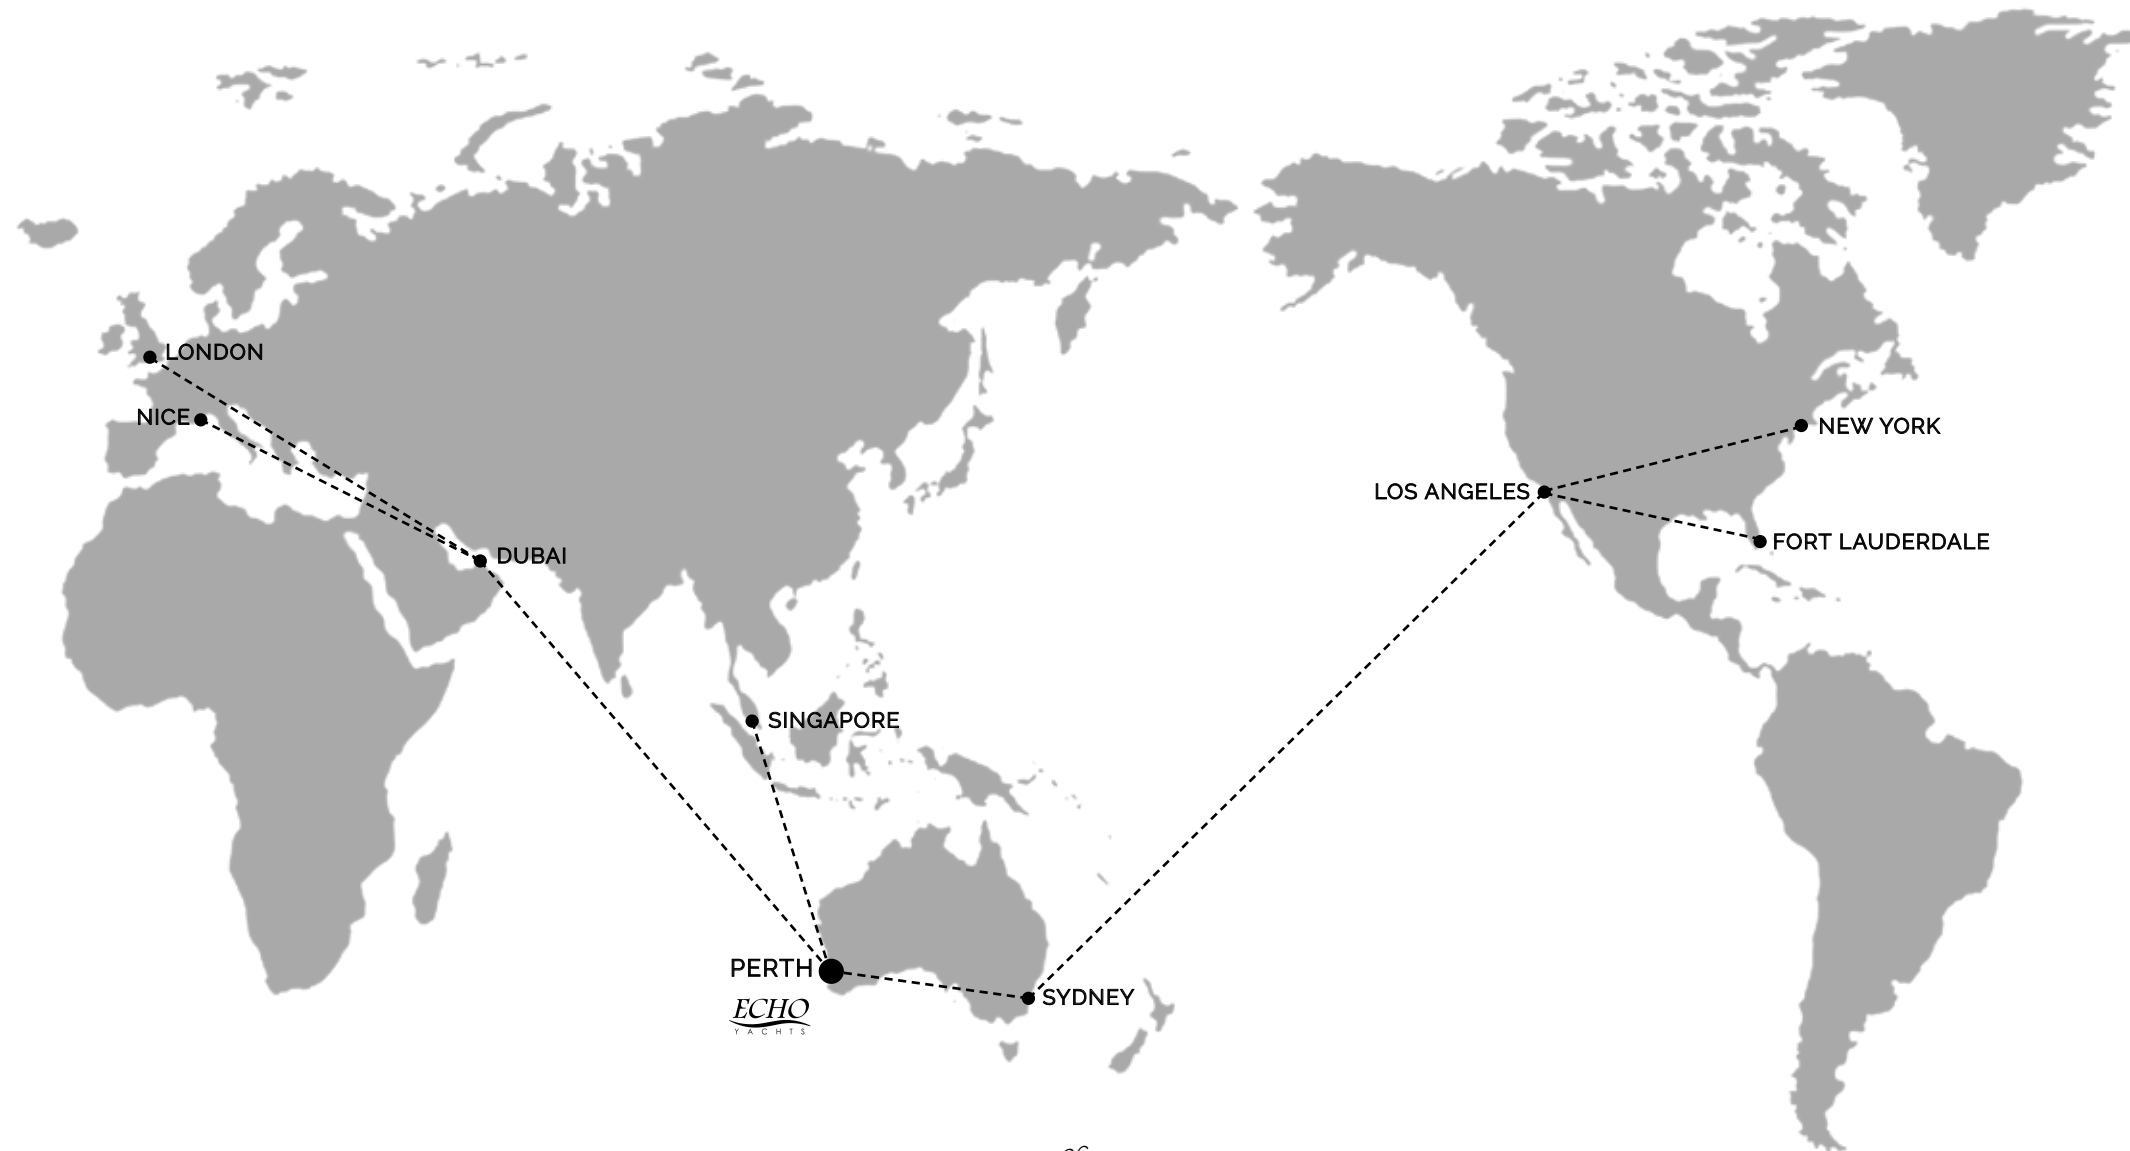 LONDON
NICE
NEW YORK
LOS ANGELES
FORT LAUDERDALE
DUBAI
SINGAPORE
PERTH
SYDNEY
ECHO
YACHTS